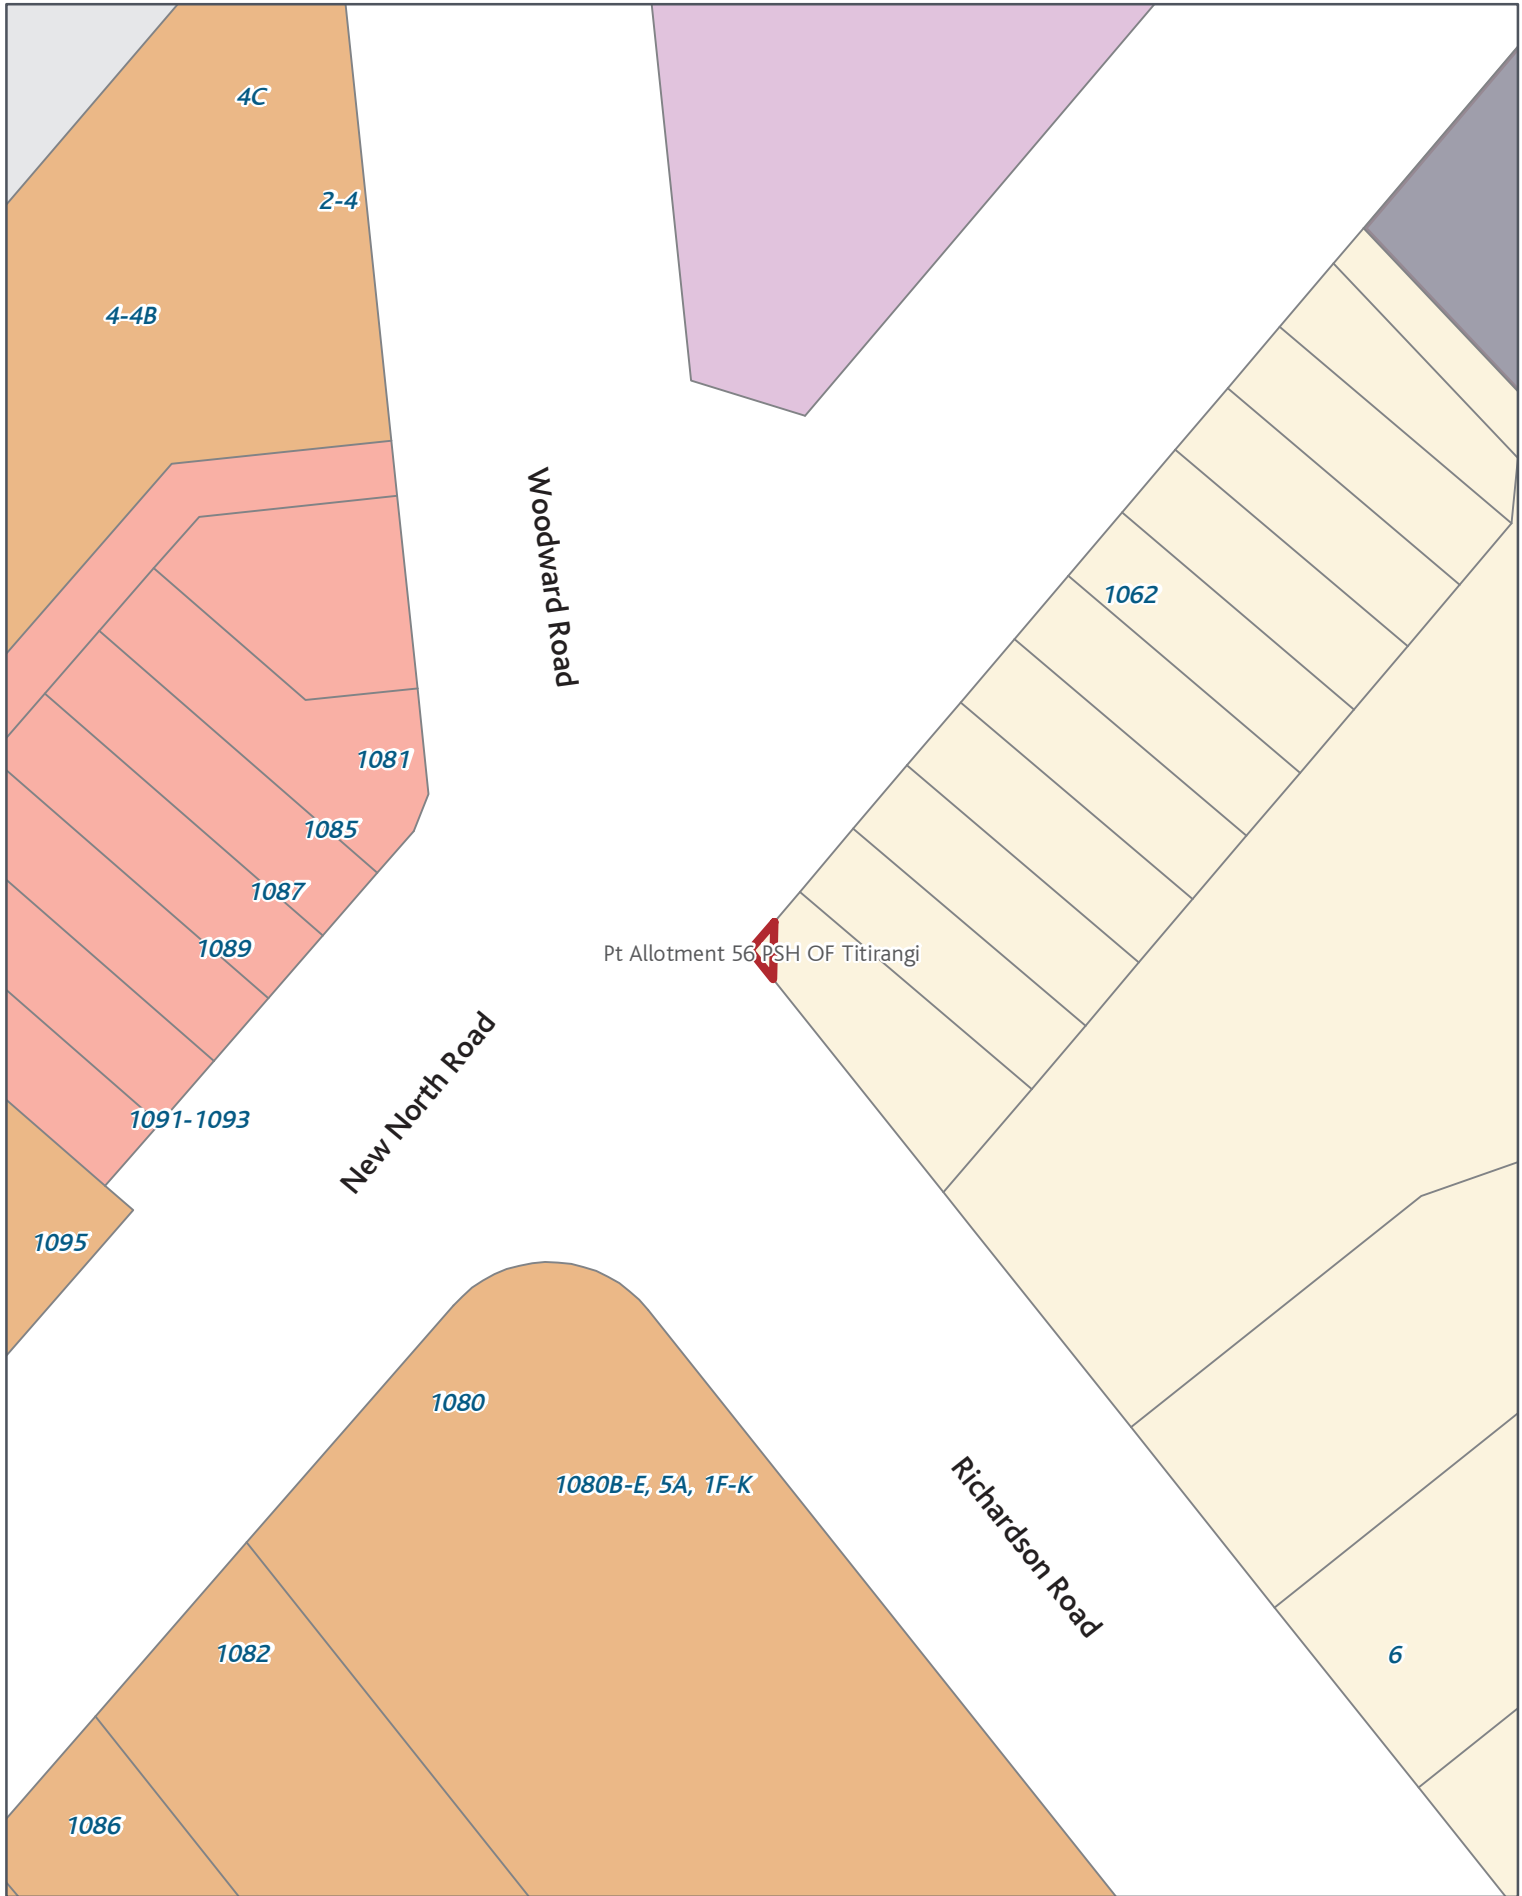 4C
2-4
4-4B
Woodward Road
1062
1081
1085
1087
1089
Pt Allotment 56 PSH OF Titirangi
New North Road
1091-1093
1095
1080
1080B-E, 5A, 1F-K
Richardson Road
1082
6
1086